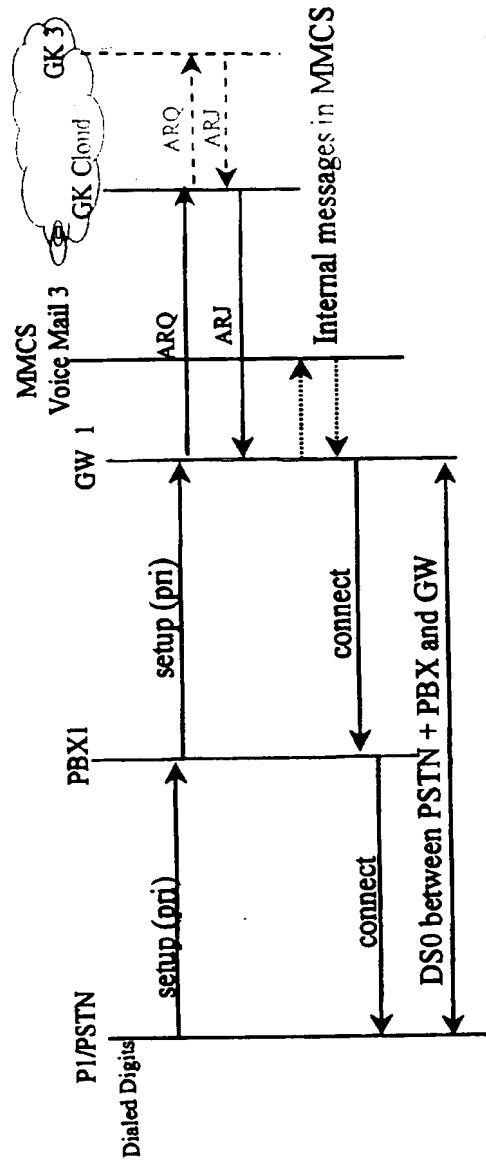 P1/PSTN
Dialed Digits
PBX1
GW 1
MMCS
Voice Mail 3
GK Cloud
GK 3
setup (pri)
setup (pri)
ARQ
ARQ
ARJ
ARJ
Internal messages in MMCS
connect
connect
DS0 between PSTN + PBX and GW